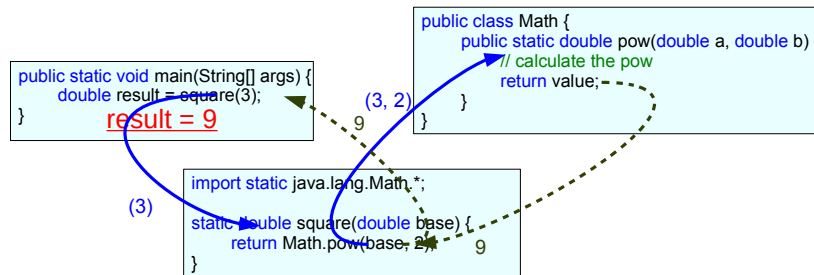 public static void main(String[] args) {
double result = square(3);
}
result = 9
public class Math {
public static double pow(double a, double b)
// calculate the pow
return value;
}
}
(3, 2)
9
(3)
import static java.lang.Math.*;
static double square(double base) {
return Math.pow(base, 2);
}
9